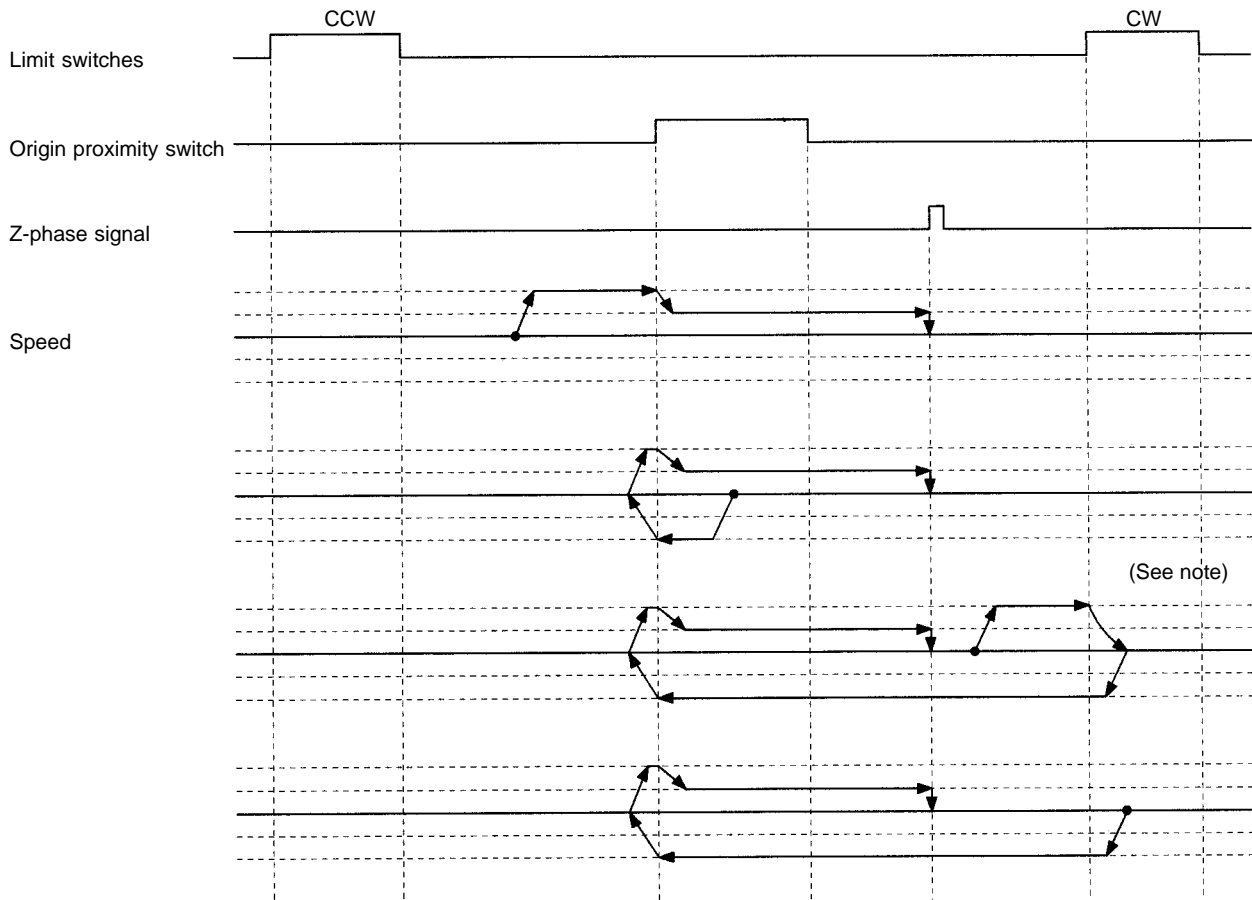 CCW
CW
Limit switches
Origin proximity switch
Z-phase signal
Speed
(See note)